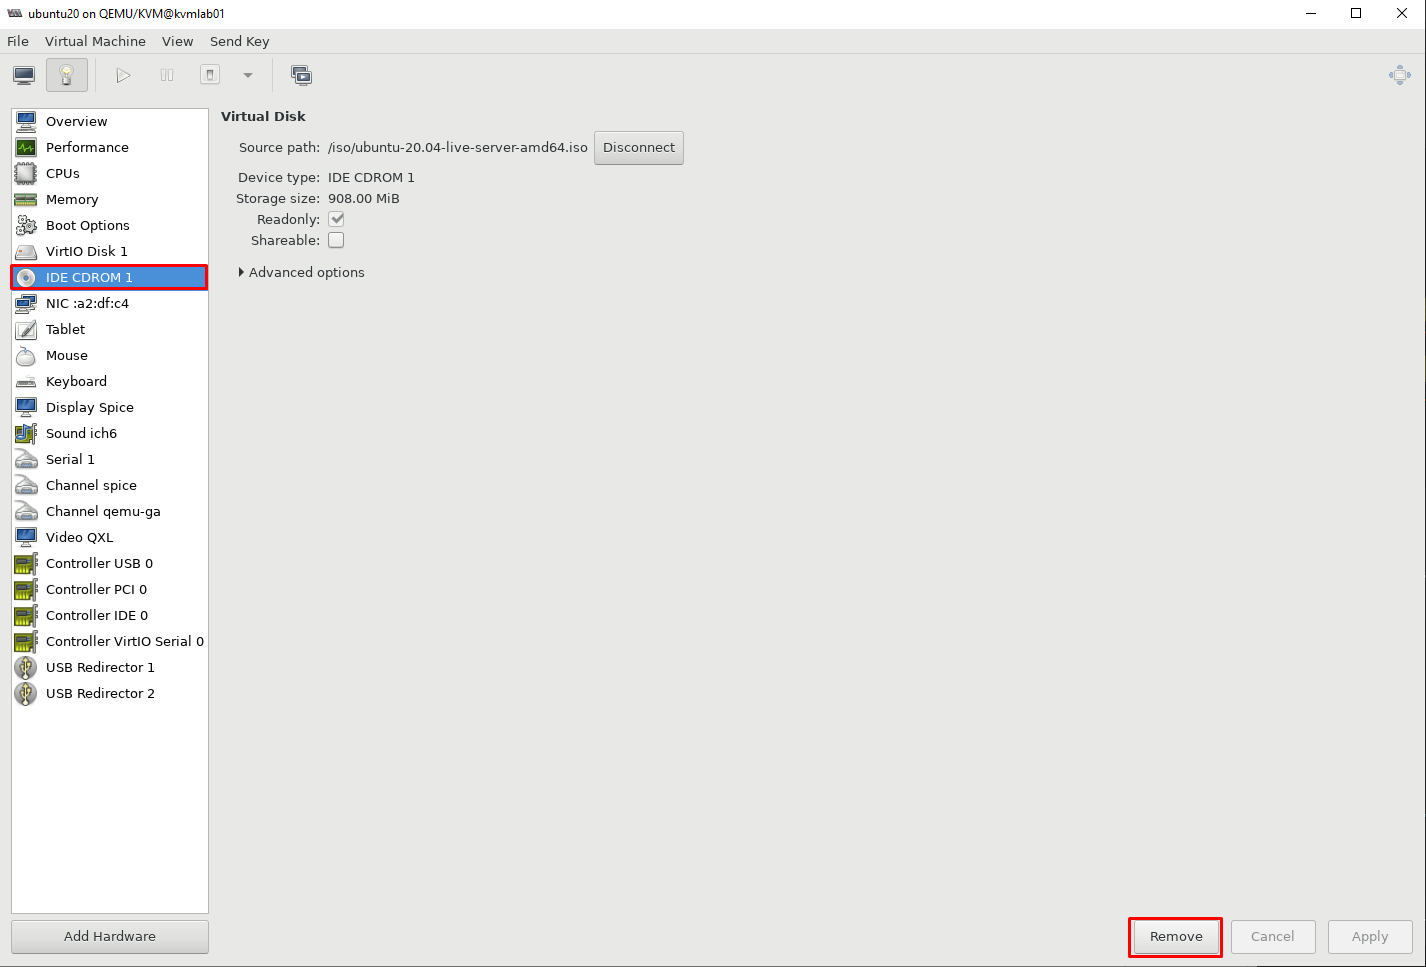 ubuntu20 on QEMU/KVM@kvmlab01
File Virtual Machine View Send Key
Overview
Performance
CPUs
Memory
Boot Options
VirtIO Disk 1
IDE CDROM 1
NIC :a2:df:c4
Tablet
Mouse
Keyboard
Display Spice
Sound ich6
Serial 1
Channel spice
Channel qemu-ga
Video QXL
Controller USB 0
Controller PCI 0
Controller IDE 0
Controller VirtIO Serial 0
USB Redirector 1
USB Redirector 2
Add Hardware
Virtual Disk
Source path: /iso/ubuntu-20.04-live-server-amd64.iso Disconnect
Device type: IDE CDROM 1
Storage size: 908.00 MiB
Readonly:
Shareable:
Advanced options
Remove Cancel Apply